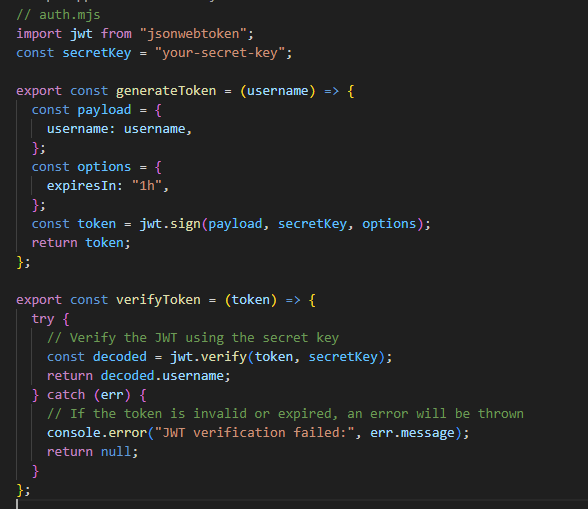 // auth.mjs
import jwt from "jsonwebtoken";
const secretKey = "your-secret-key";

export const generateToken = (username) => {
  const payload = {
    username: username,
  };
  const options = {
    expiresIn: "1h",
  };
  const token = jwt.sign(payload, secretKey, options);
  return token;
};

export const verifyToken = (token) => {
  try {
    // Verify the JWT using the secret key
    const decoded = jwt.verify(token, secretKey);
    return decoded.username;
  } catch (err) {
    // If the token is invalid or expired, an error will be thrown
    console.error("JWT verification failed:", err.message);
    return null;
  }
};